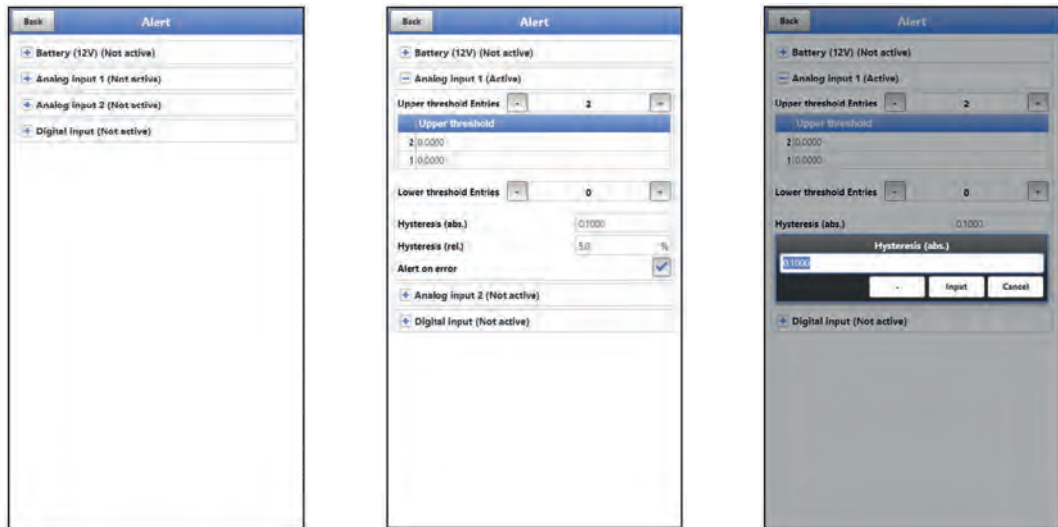 Back Alert
+ Battery (12V) (Not active)
+ Analog input 1 (Not active)
+ Analog input 2 (Not active)
+ Digital input (Not active)
Back Alert
+ Battery (12V) (Not active)
- Analog input 1 (Active)
Upper threshold Entries - 2 +
Upper threshold
2 0.0000
1 0.0000
Lower threshold Entries - 0 +
Hysteresis (abs.) 0.1000
Hysteresis (rel.) 5.0 %
Alert on error
+ Analog input 2 (Not active)
+ Digital input (Not active)
Back Alert
+ Battery (12V) (Not active)
- Analog input 1 (Active)
Upper threshold Entries - 2 +
Upper threshold
2 0.0000
1 0.0000
Lower threshold Entries - 0 +
Hysteresis (abs.) 0.1000
Hysteresis (abs.)
0.1000
- Input Cancel
+ Digital input (Not active)